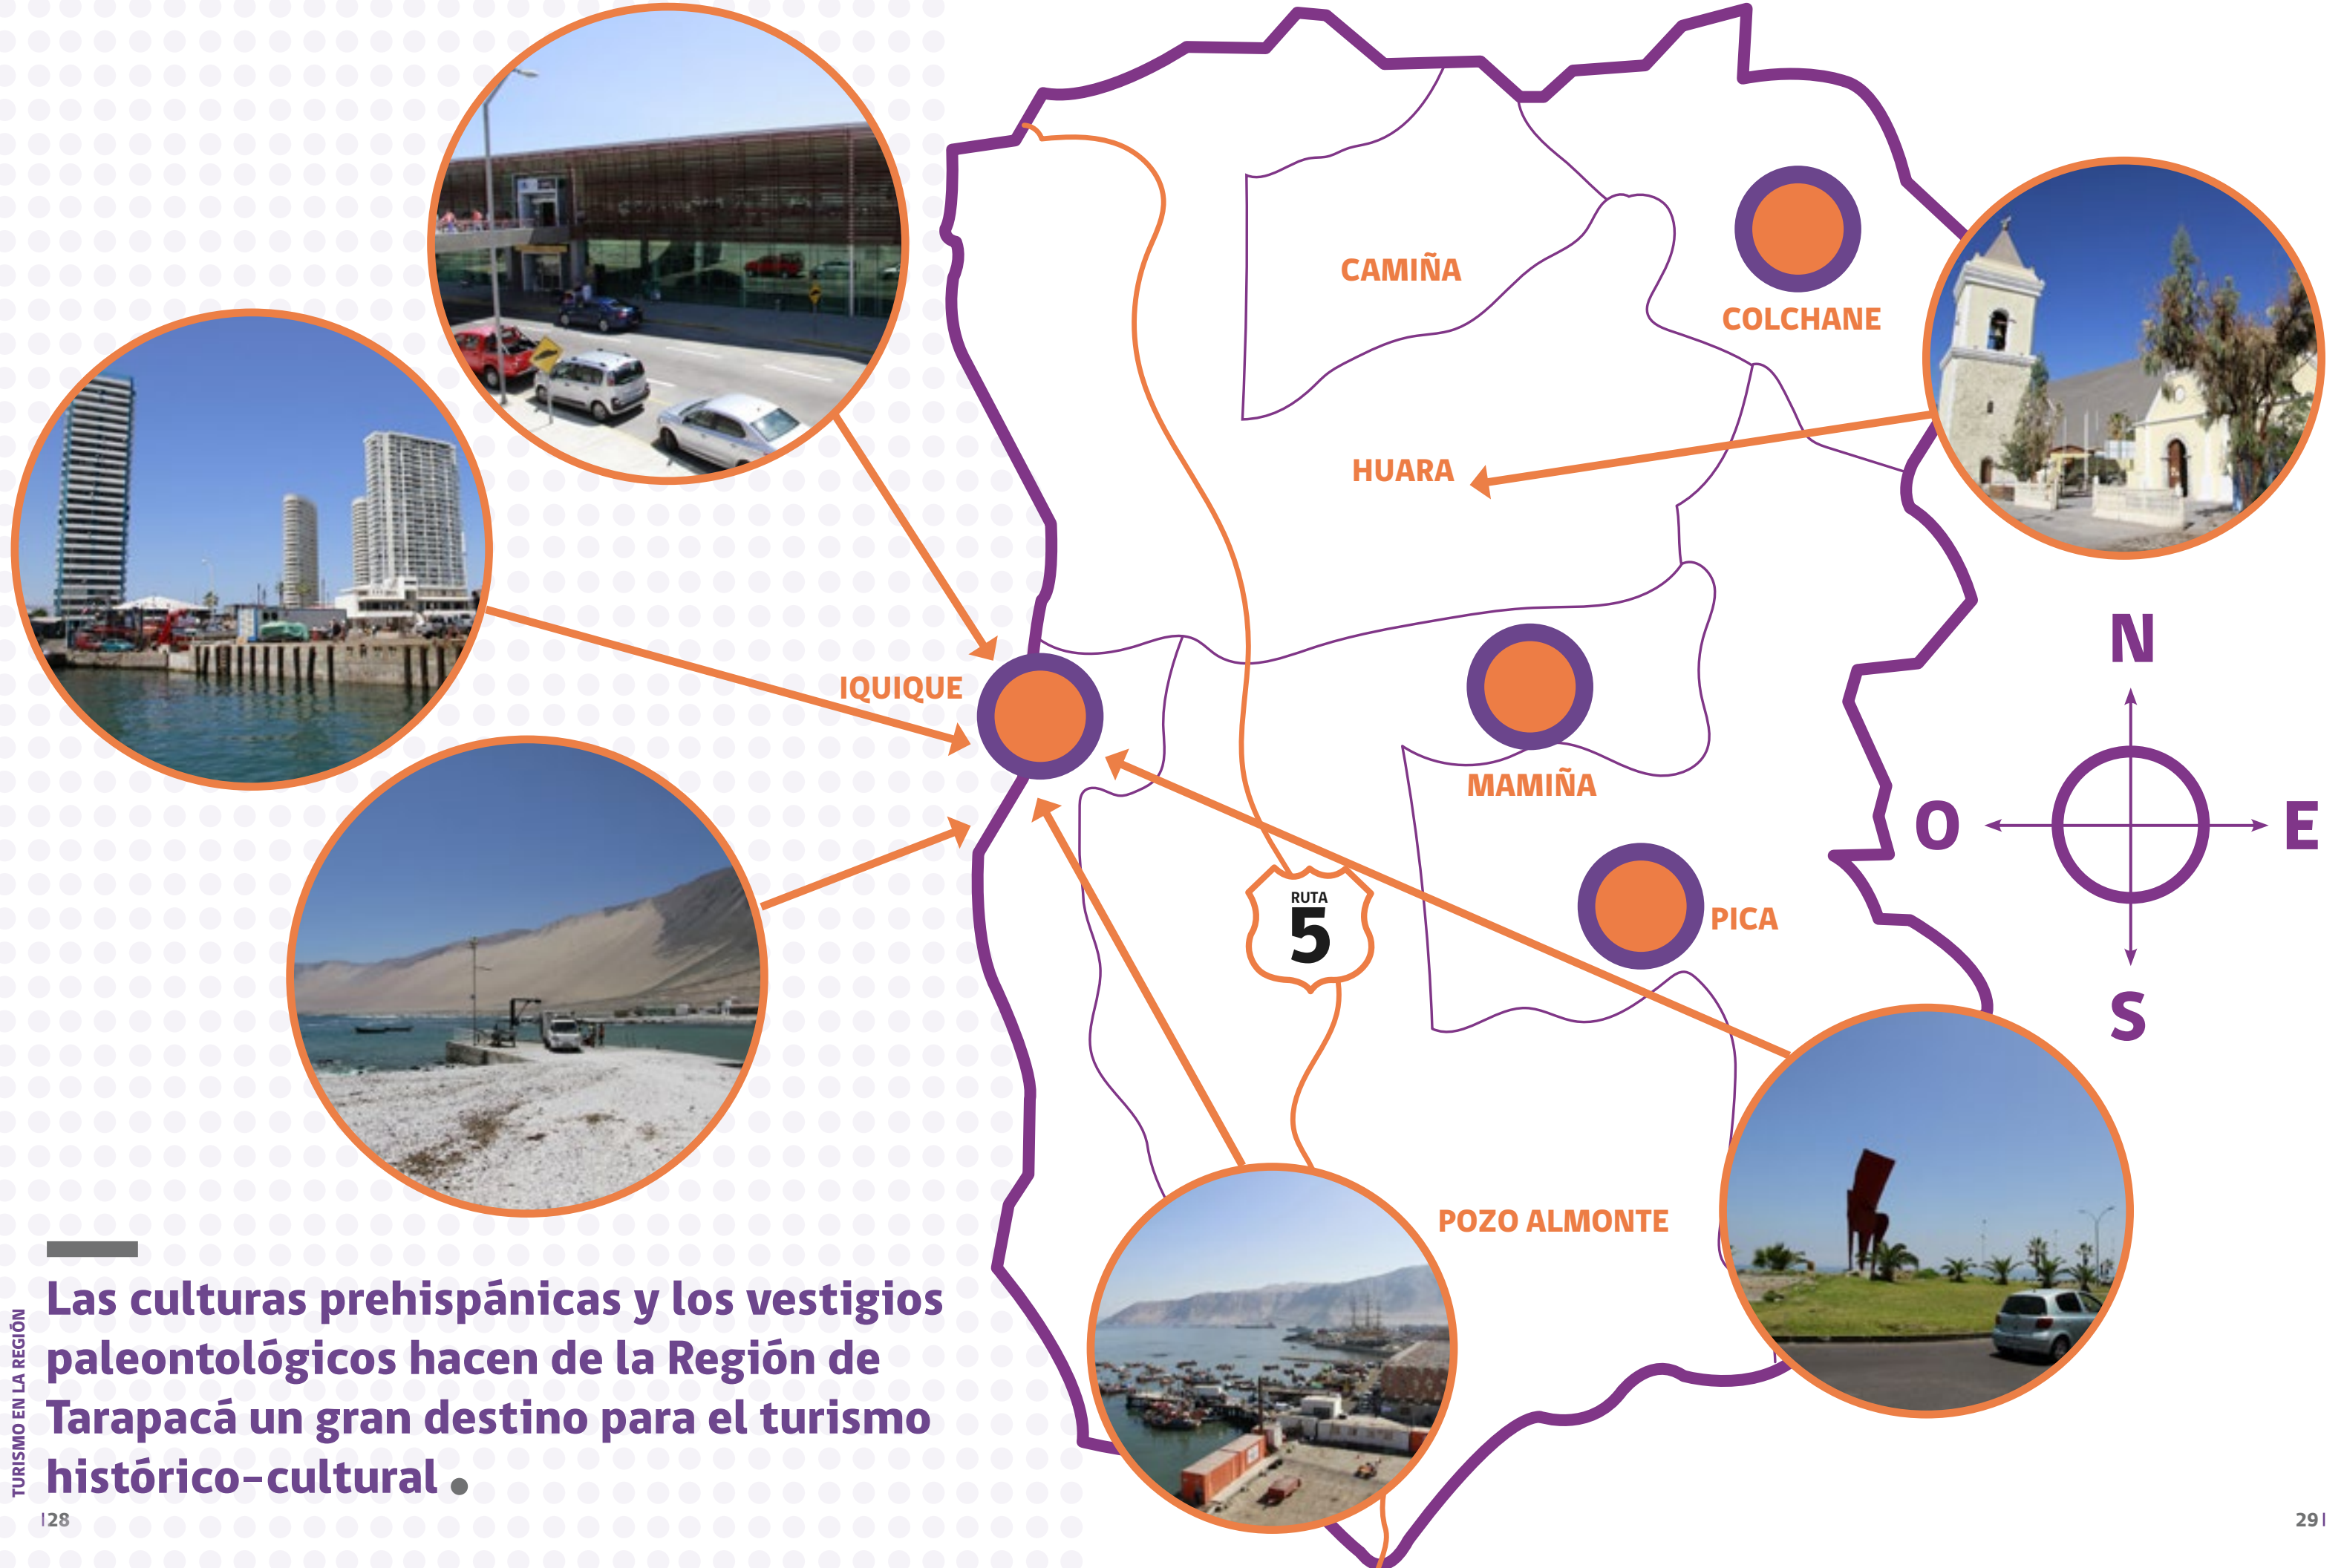 CAMIÑA
COLCHANE
HUARA
IQUIQUE
MAMIÑA
PICA
RUTA
5
POZO ALMONTE
N
O
E
S
Las culturas prehispánicas y los vestigios
paleontológicos hacen de la Región de
Tarapacá un gran destino para el turismo
histórico-cultural
TURISMO EN LA REGIÓN
|28
29|